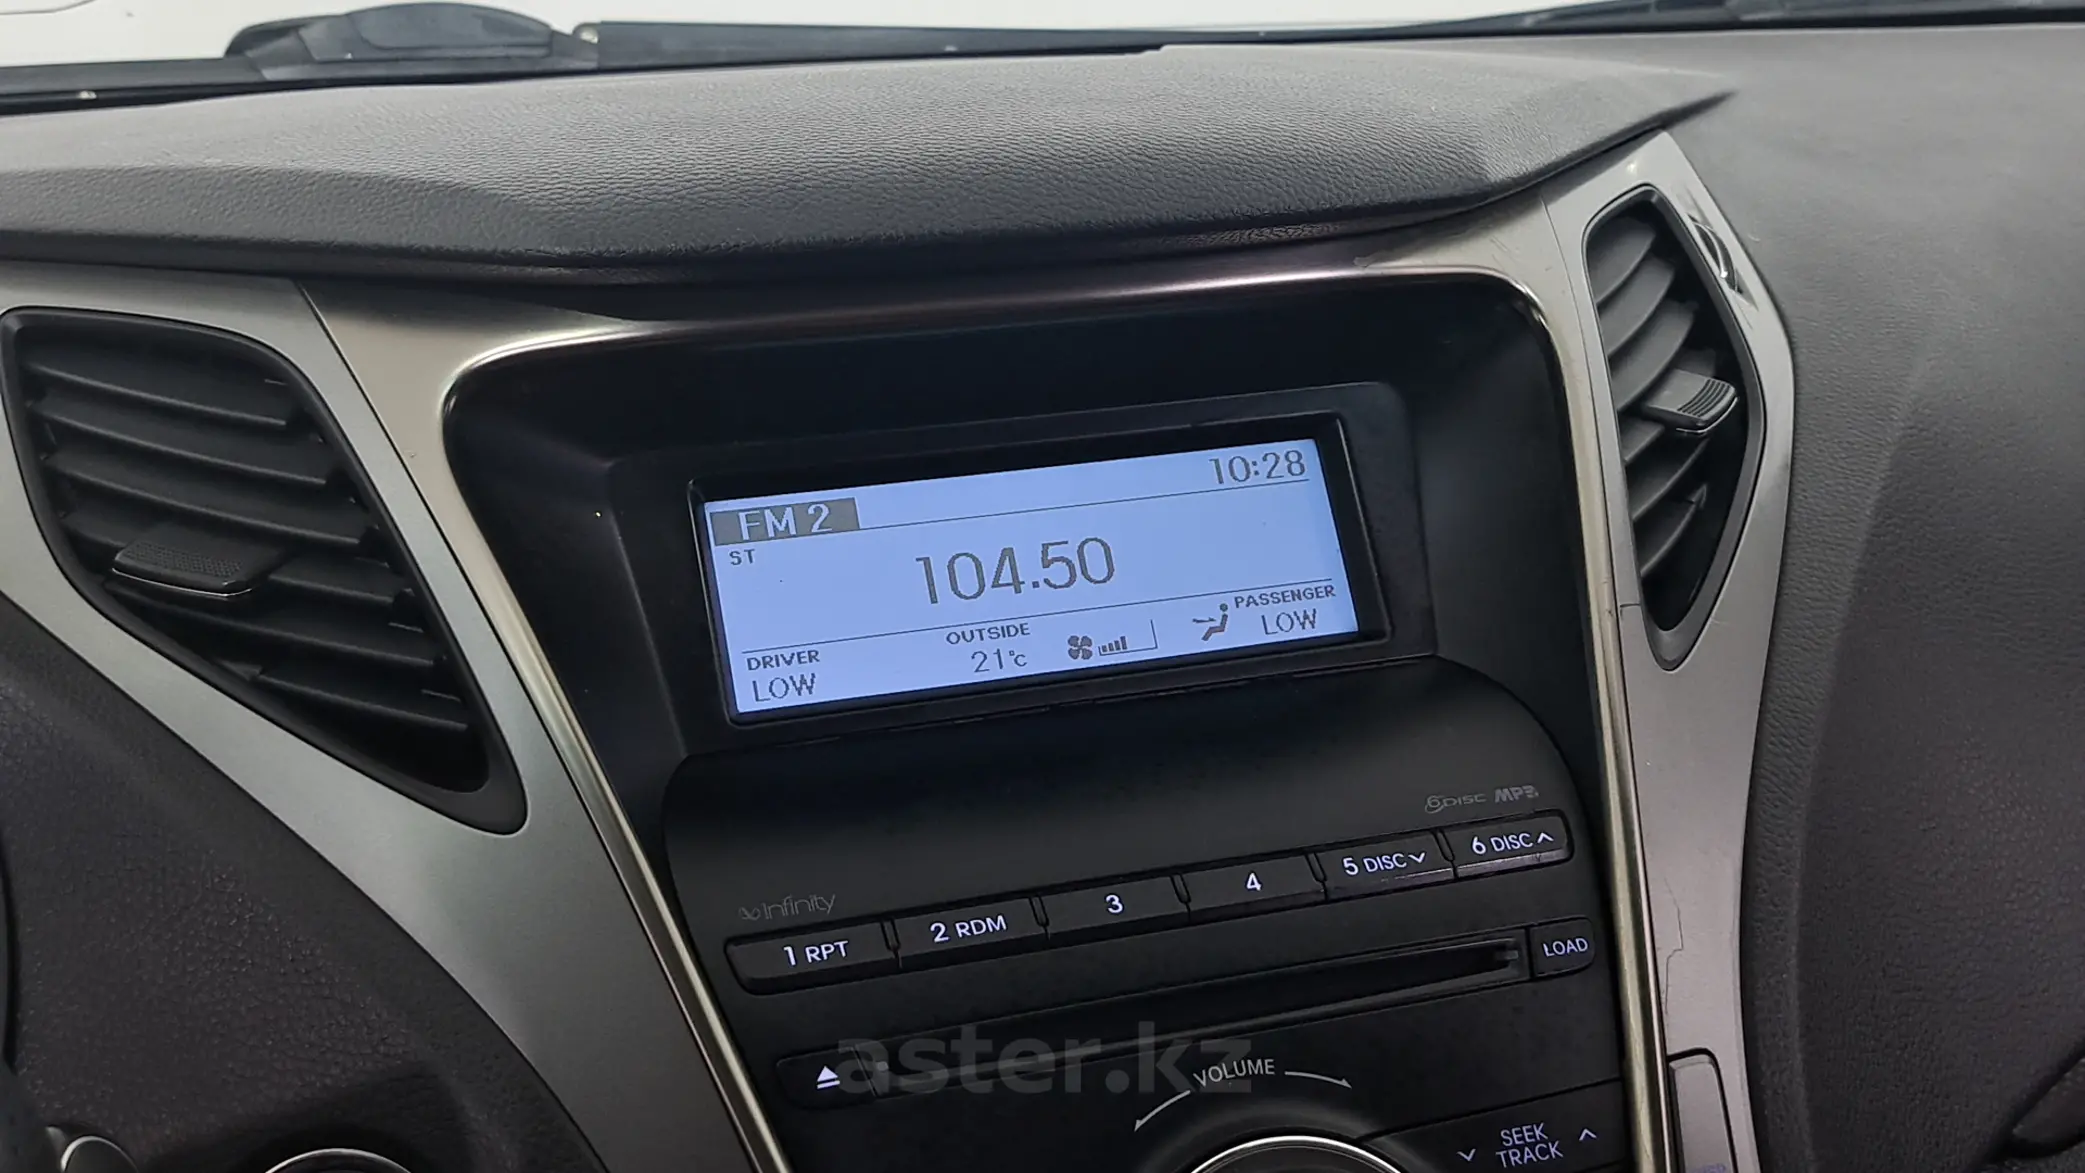 10:28
FM 2
ST
104.50
DRIVER
LOW
OUTSIDE
21°c
PASSENGER
LOW
6DISC MP3
Infinity
1 RPT
2 RDM
3
4
5 DISC
6 DISC
LOAD
aster.kz
VOLUME
SEEK
TRACK